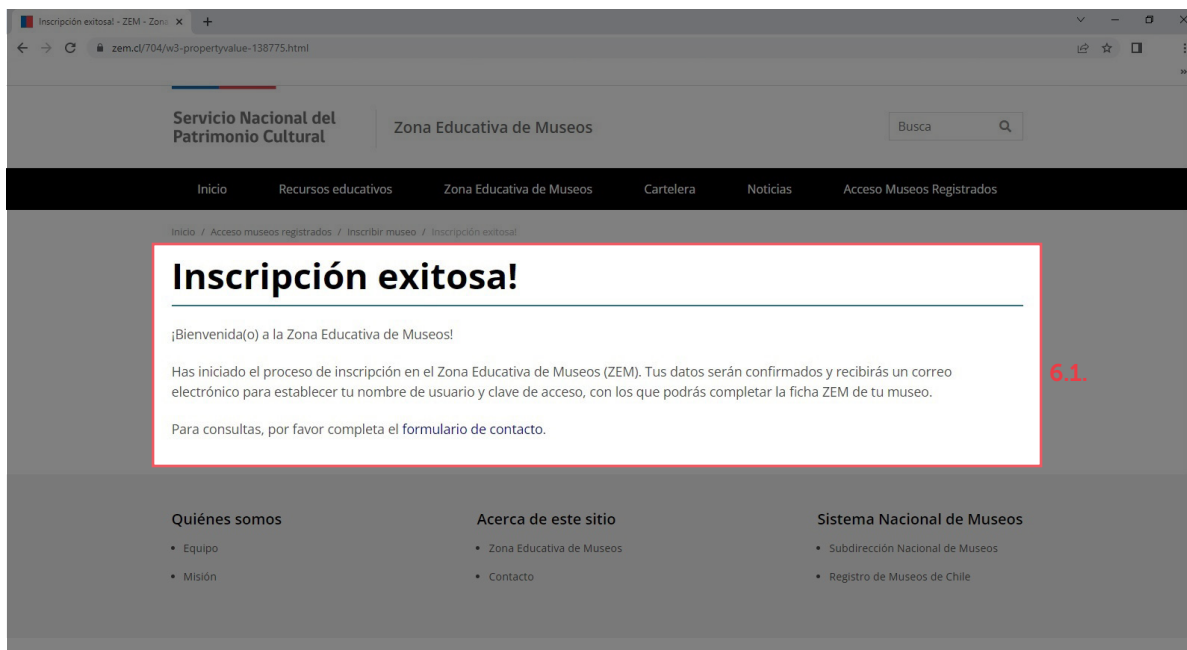 Inscripción exitosa! - ZEM - Zona
zem.cl/704/w3-propertyvalue-138775.html
Servicio Nacional del
Patrimonio Cultural
Zona Educativa de Museos
Busca
Inicio Recursos educativos Zona Educativa de Museos Cartelera Noticias Acceso Museos Registrados
Inicio / Acceso museos registrados / Inscribir museo / Inscripción exitosa!
Inscripción exitosa!
¡Bienvenida(o) a la Zona Educativa de Museos!
Has iniciado el proceso de inscripción en el Zona Educativa de Museos (ZEM). Tus datos serán confirmados y recibirás un correo
electrónico para establecer tu nombre de usuario y clave de acceso, con los que podrás completar la ficha ZEM de tu museo.
Para consultas, por favor completa el formulario de contacto.
6.1.
Quiénes somos
• Equipo
• Misión
Acerca de este sitio
• Zona Educativa de Museos
• Contacto
Sistema Nacional de Museos
• Subdirección Nacional de Museos
• Registro de Museos de Chile